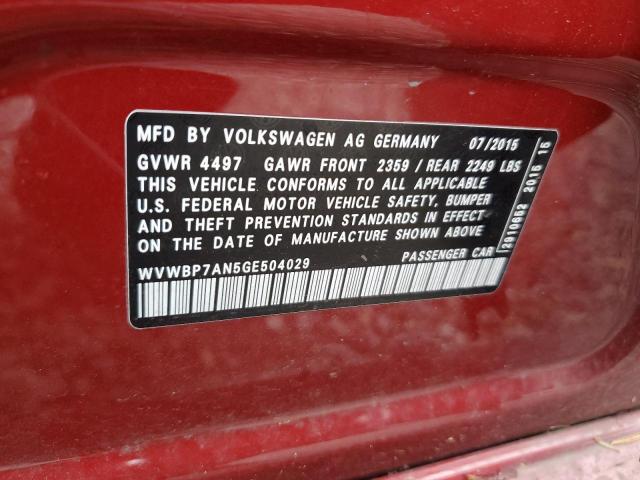 MFD BY VOLKSWAGEN AG GERMANY 07/2015
GVWR 4497 GAWR FRONT 2359 / REAR 2249 LBS
THIS VEHICLE CONFORMS TO ALL APPLICABLE
U.S. FEDERAL MOTOR VEHICLE SAFETY, BUMPER
AND THEFT PREVENTION STANDARDS IN EFFECT
ON THE DATE OF MANUFACTURE SHOWN ABOVE
WVWBP7AN5GE504029 PASSENGER CAR
2910652 2015 16